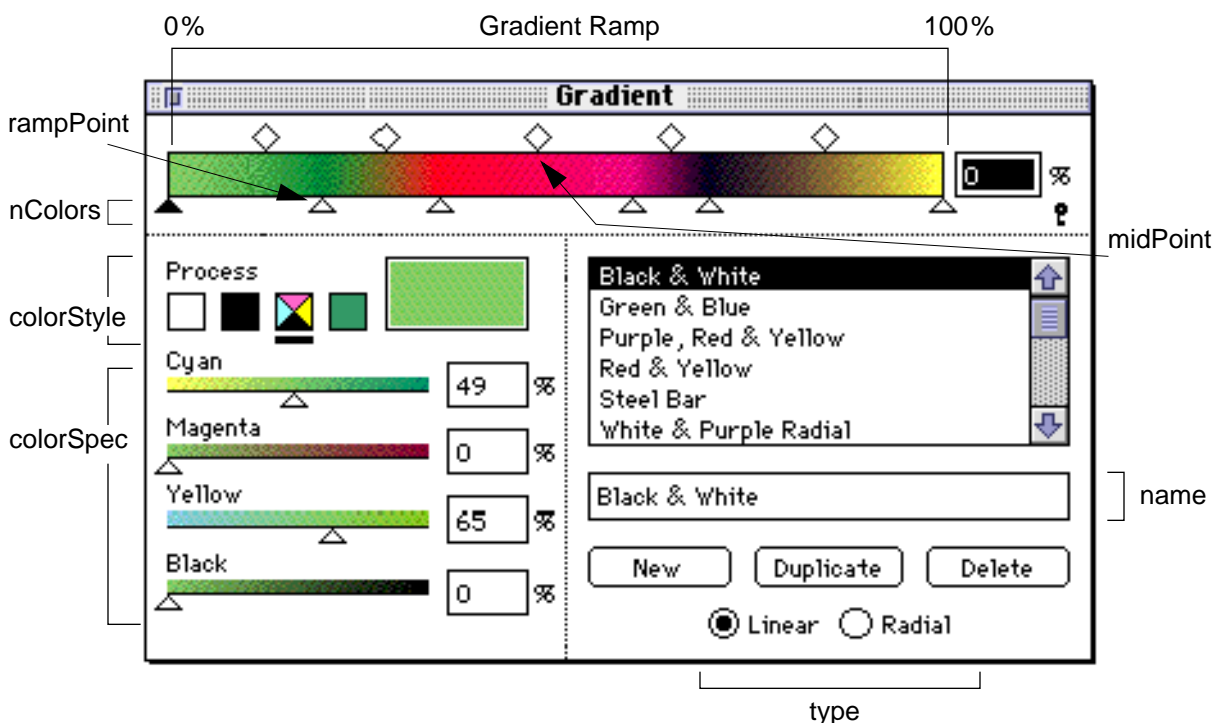 0% Gradient Ramp 100%
Gradient
rampPoint
0 %
nColors
midPoint
Process
colorStyle
Cyan
49 %
colorSpec
Magenta
0 %
Yellow
65 %
Black
0 %
Black & White
Green & Blue
Purple, Red & Yellow
Red & Yellow
Steel Bar
White & Purple Radial
Black & White
name
New Duplicate Delete
Linear Radial
type